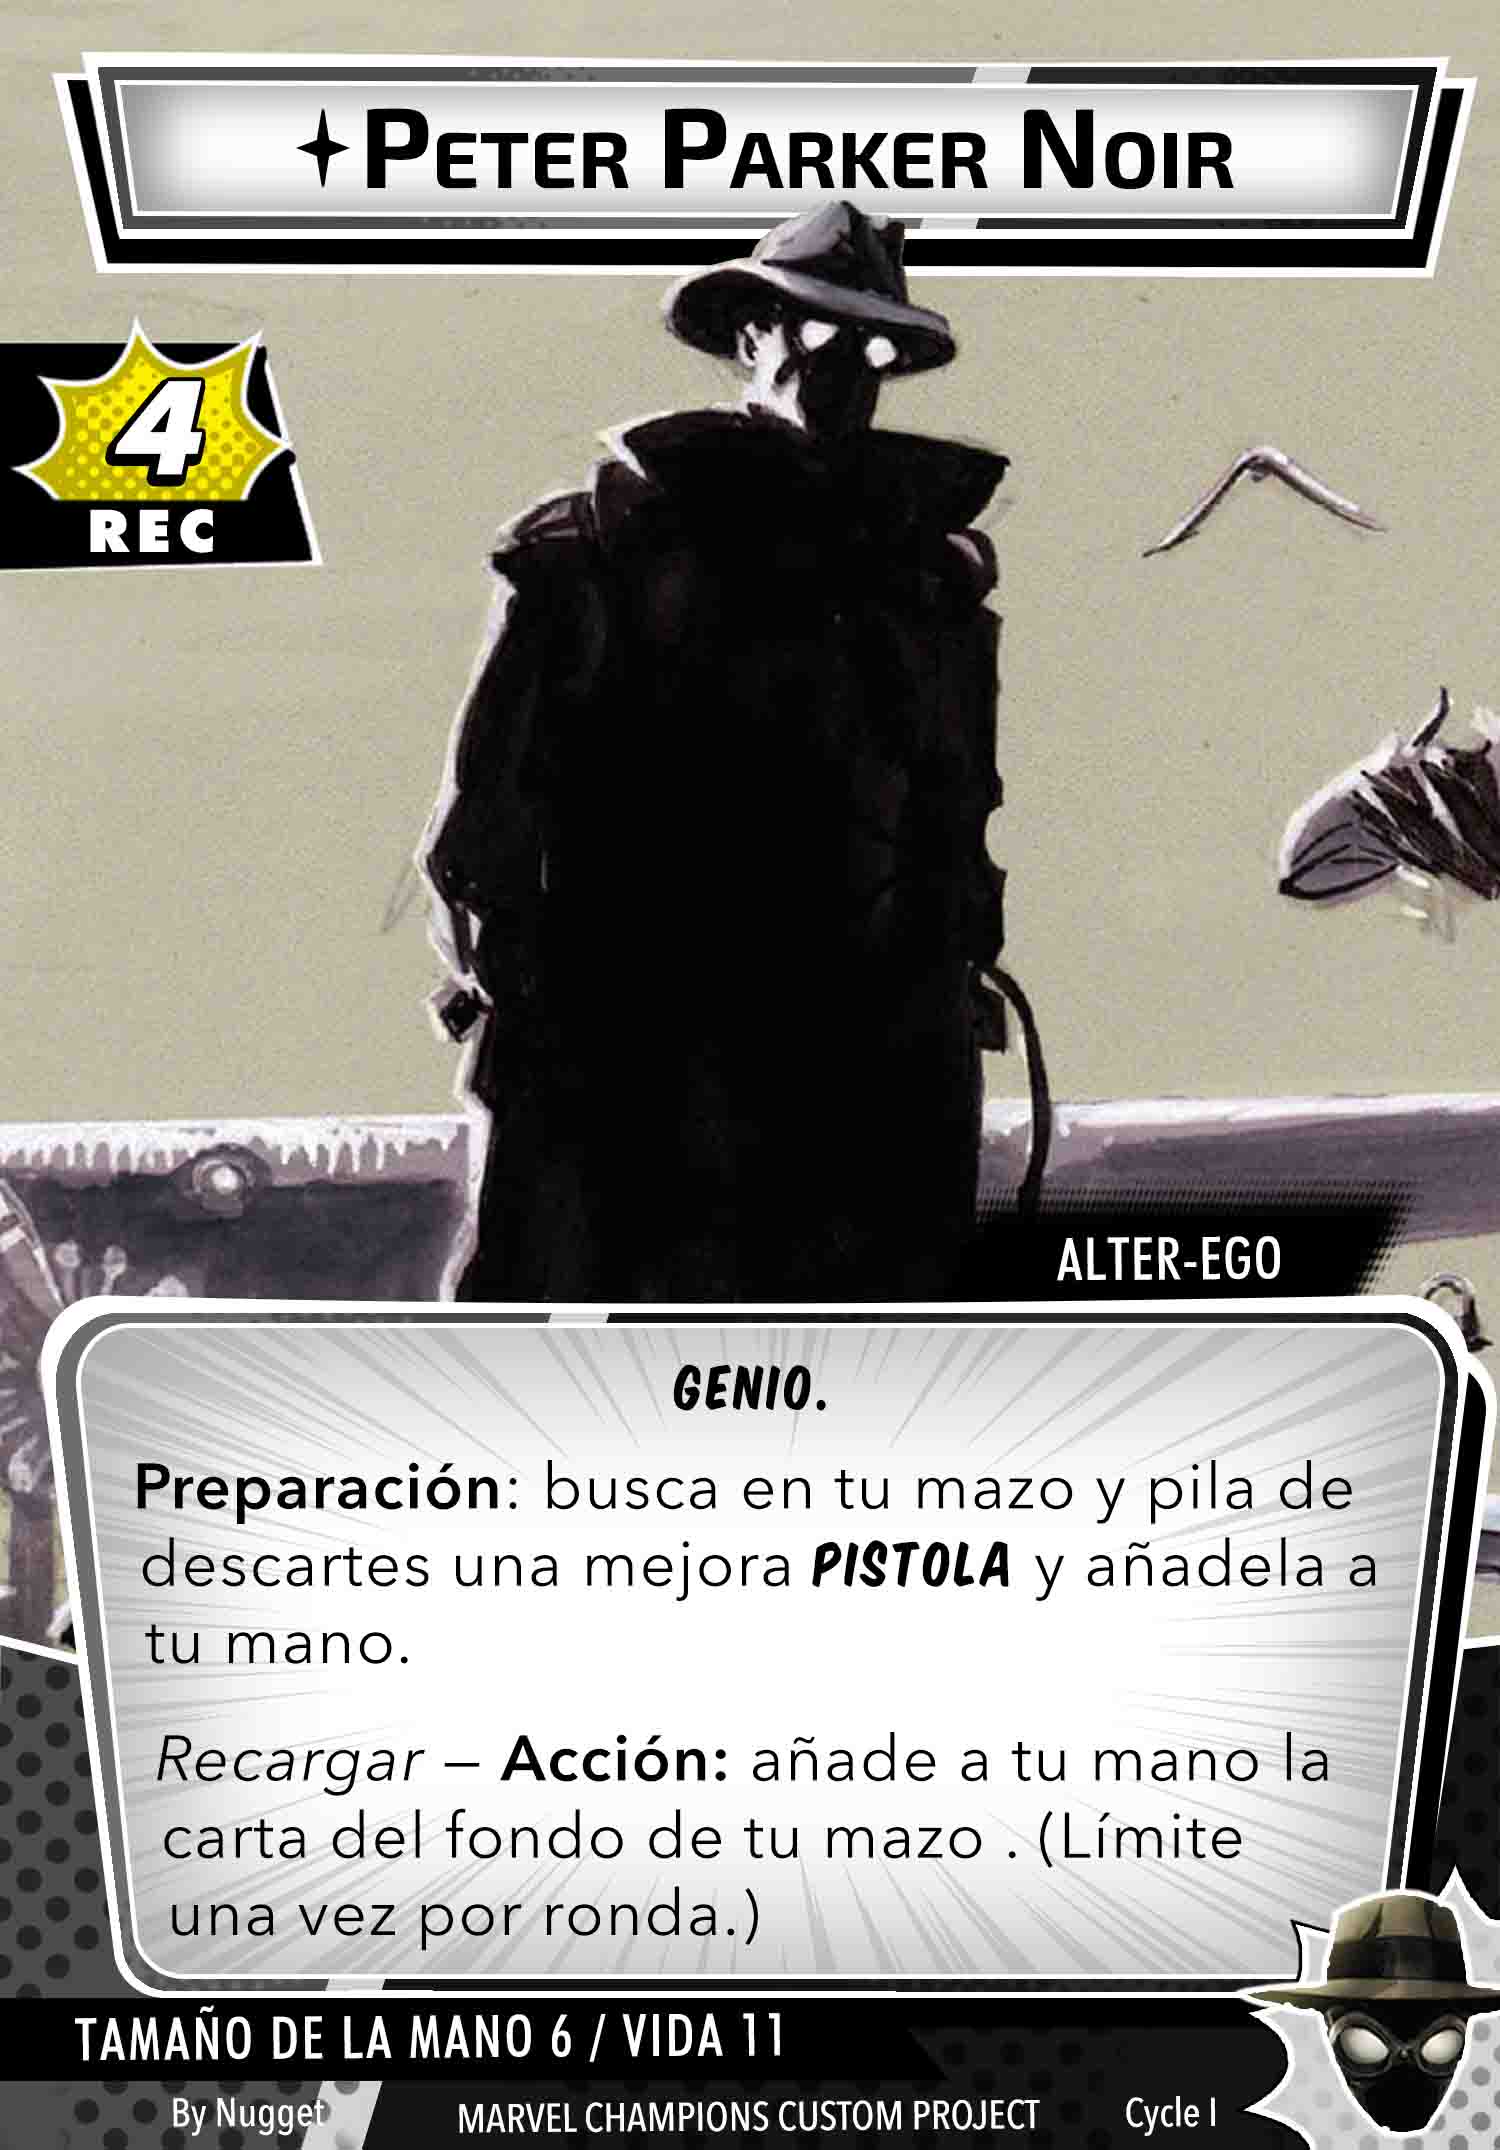 PETER PARKER NOIR
4
REC
ALTER-EGO
GENIO.
Preparación: busca en tu mazo y pila de
descartes una mejora PISTOLA y añadela a
tu mano.
Recargar – Acción: añade a tu mano la
carta del fondo de tu mazo . (Límite
una vez por ronda.)
TAMAÑO DE LA MANO 6 / VIDA 11
By Nugget MARVEL CHAMPIONS CUSTOM PROJECT Cycle I